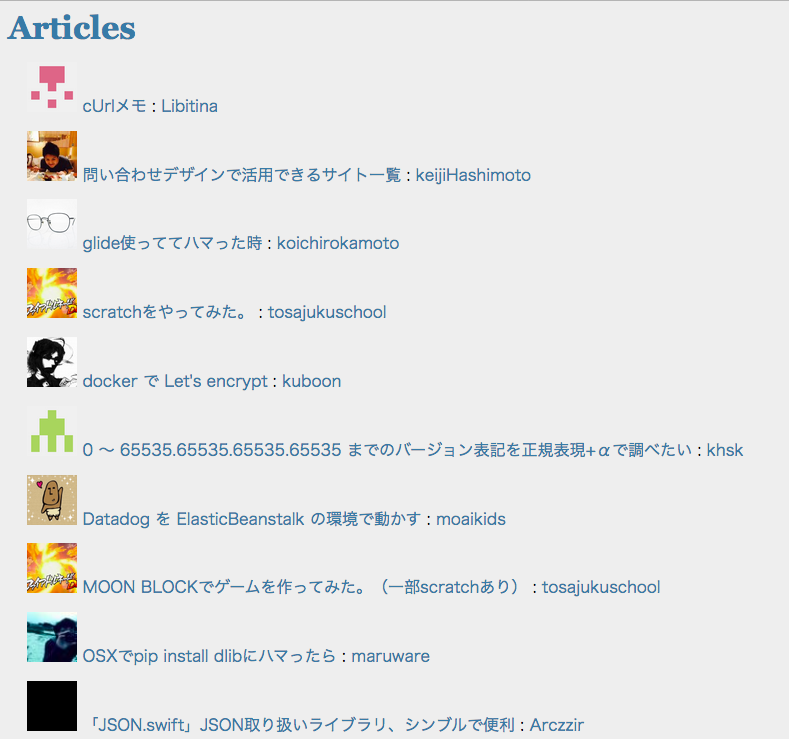 Articles
cUrlメモ : Libitina
問い合わせデザインで活用できるサイト一覧 : keijiHashimoto
glide使っててハマった時 : koichirokamoto
scratchをやってみた。 : tosajukuschool
docker で Let's encrypt : kuboon
0 〜 65535.65535.65535.65535 までのバージョン表記を正規表現+αで調べたい : khsk
Datadog を ElasticBeanstalk の環境で動かす : moaikids
MOON BLOCKでゲームを作ってみた。（一部scratchあり） : tosajukuschool
OSXでpip install dlibにハマったら : maruware
「JSON.swift」JSON取り扱いライブラリ、シンプルで便利 : Arczzir